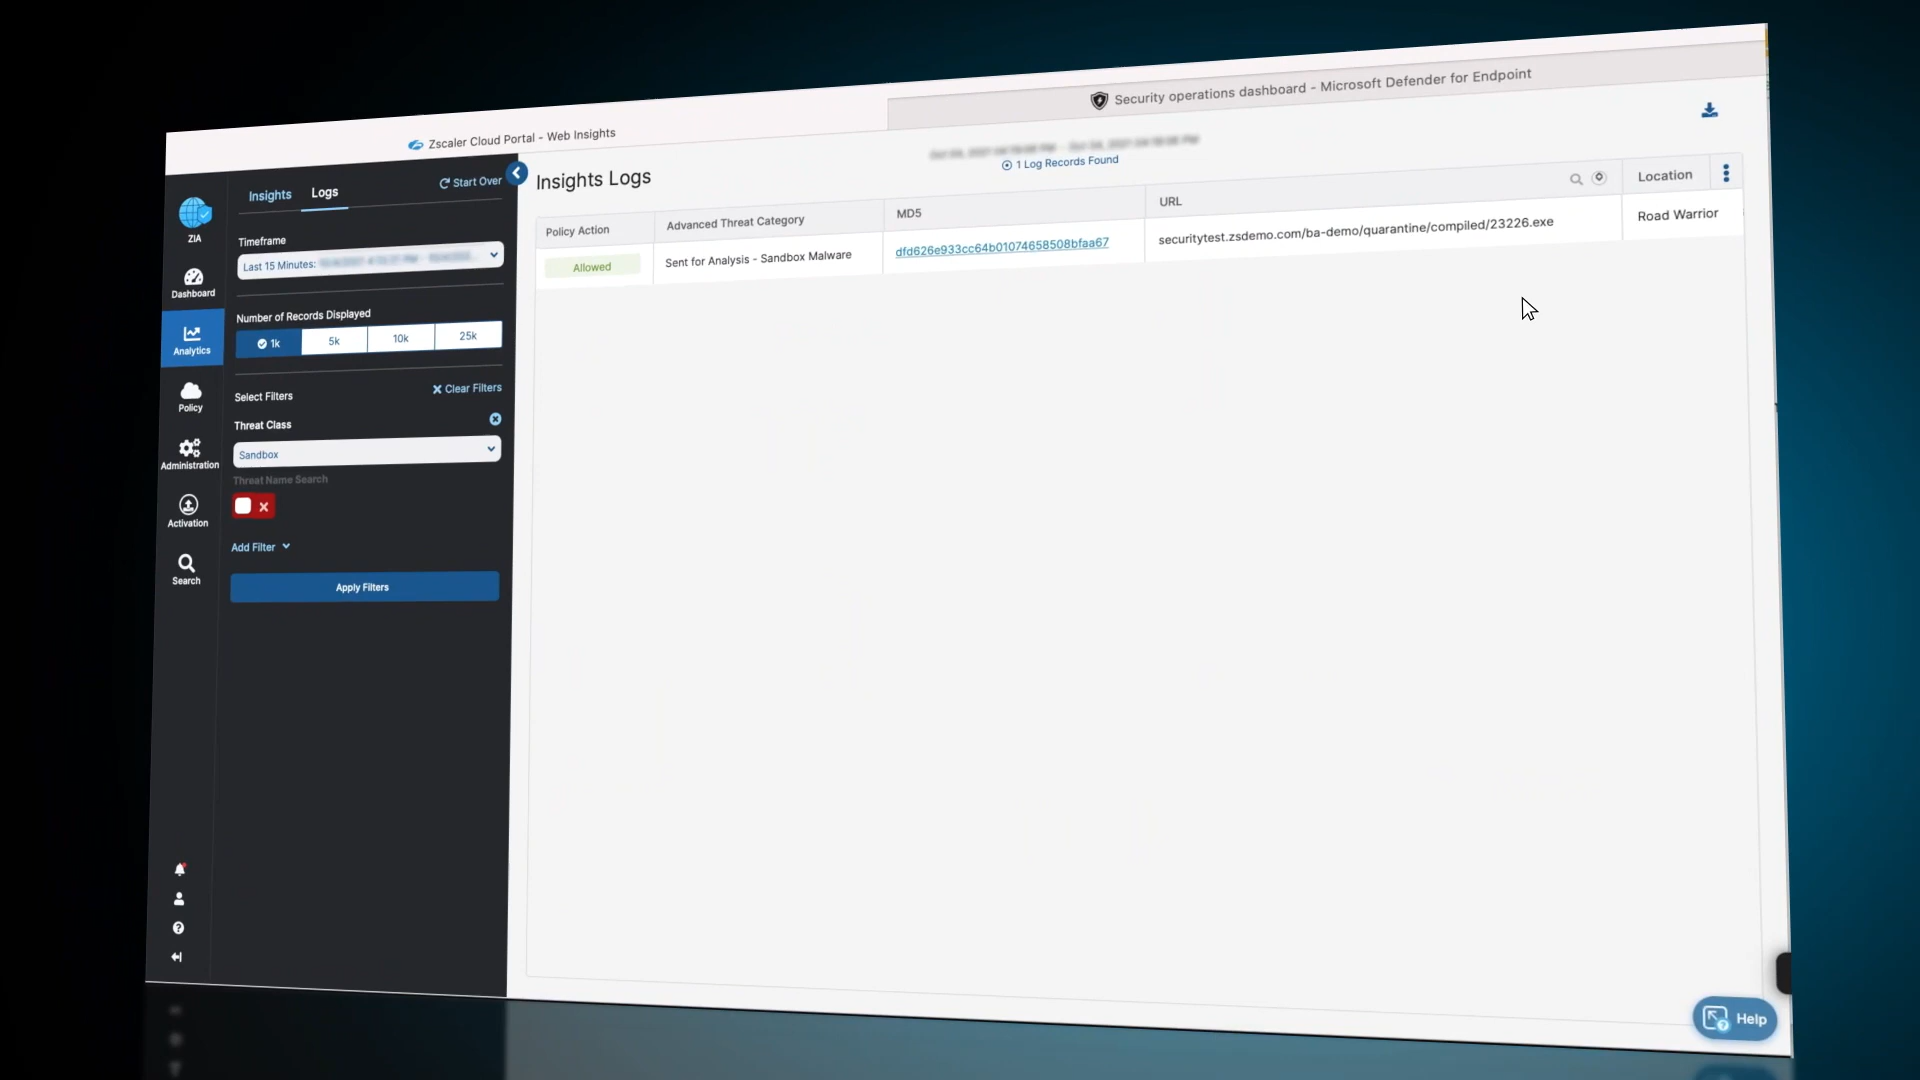 Zscaler Cloud Portal - Web Insights
Security operations dashboard - Microsoft Defender for Endpoint
ZIA
Dashboard
Analytics
Policy
Administration
Activation
Search
Insights
Logs
Start Over
Timeframe
Last 15 Minutes:
Number of Records Displayed
1k
5k
10k
25k
Select Filters
Clear Filters
Threat Class
Sandbox
Threat Name Search
Add Filter
Apply Filters
Insights Logs
1 Log Records Found
Policy Action
Advanced Threat Category
MD5
URL
Location
Allowed
Sent for Analysis - Sandbox Malware
dfd626e933cc64b01074658508bfaa67
securitytest.zsdemo.com/ba-demo/quarantine/compiled/23226.exe
Road Warrior
Help